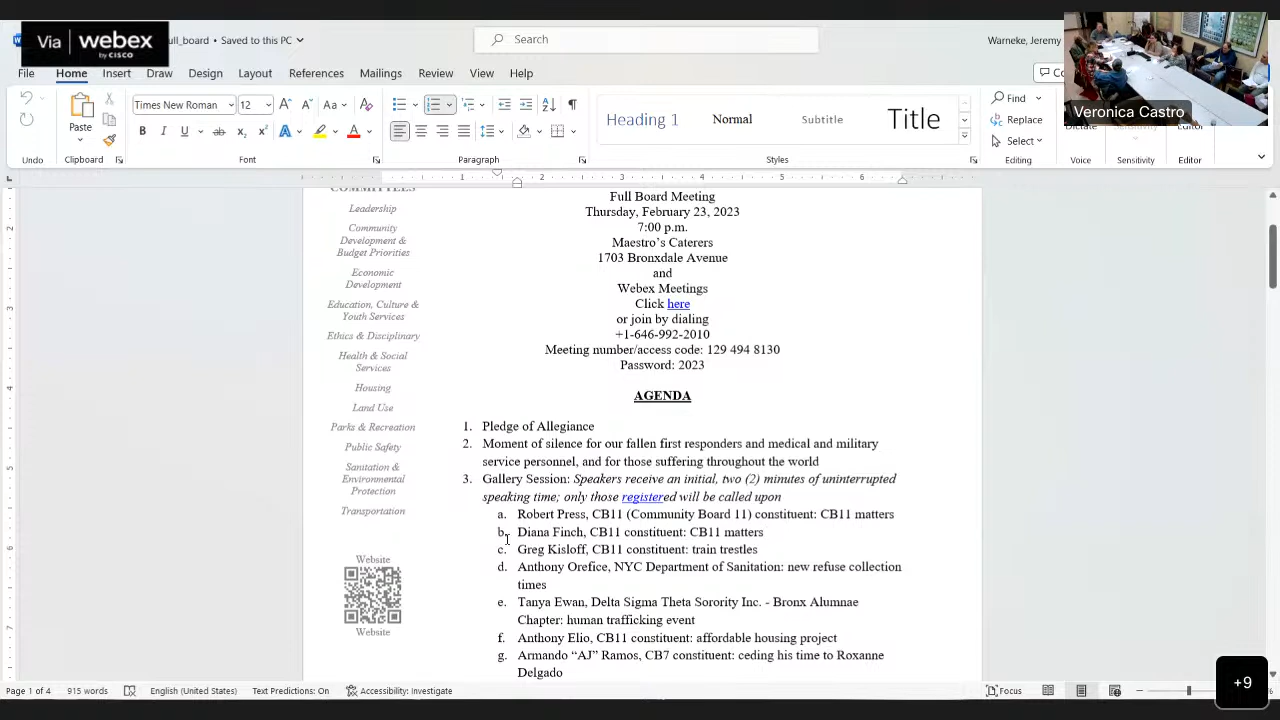 Via webex
by CISCO
full_board • Saved to this PC
Search
Warneke, Jeremy
File Home Insert Draw Design Layout References Mailings Review View Help
Veronica Castro
Paste
Times New Roman 12
Heading 1 Normal Subtitle Title
Find
Replace
Select
Undo Clipboard Font Paragraph Styles Editing Voice Sensitivity Editor
1 2 3 4 5 6
COMMITTEES
Leadership
Community
Development &
Budget Priorities
Economic
Development
Education, Culture &
Youth Services
Ethics & Disciplinary
Health & Social
Services
Housing
Land Use
Parks & Recreation
Public Safety
Sanitation &
Environmental
Protection
Transportation
Website
Website
Full Board Meeting
Thursday, February 23, 2023
7:00 p.m.
Maestro’s Caterers
1703 Bronxdale Avenue
and
Webex Meetings
Click here
or join by dialing
+1-646-992-2010
Meeting number/access code: 129 494 8130
Password: 2023
AGENDA
1. Pledge of Allegiance
2. Moment of silence for our fallen first responders and medical and military
service personnel, and for those suffering throughout the world
3. Gallery Session: Speakers receive an initial, two (2) minutes of uninterrupted
speaking time; only those registered will be called upon
a. Robert Press, CB11 (Community Board 11) constituent: CB11 matters
b. Diana Finch, CB11 constituent: CB11 matters
c. Greg Kisloff, CB11 constituent: train trestles
d. Anthony Orefice, NYC Department of Sanitation: new refuse collection
times
e. Tanya Ewan, Delta Sigma Theta Sorority Inc. - Bronx Alumnae
Chapter: human trafficking event
f. Anthony Elio, CB11 constituent: affordable housing project
g. Armando “AJ” Ramos, CB7 constituent: ceding his time to Roxanne
Delgado
Page 1 of 4 915 words English (United States) Text Predictions: On Accessibility: Investigate
Focus
+9